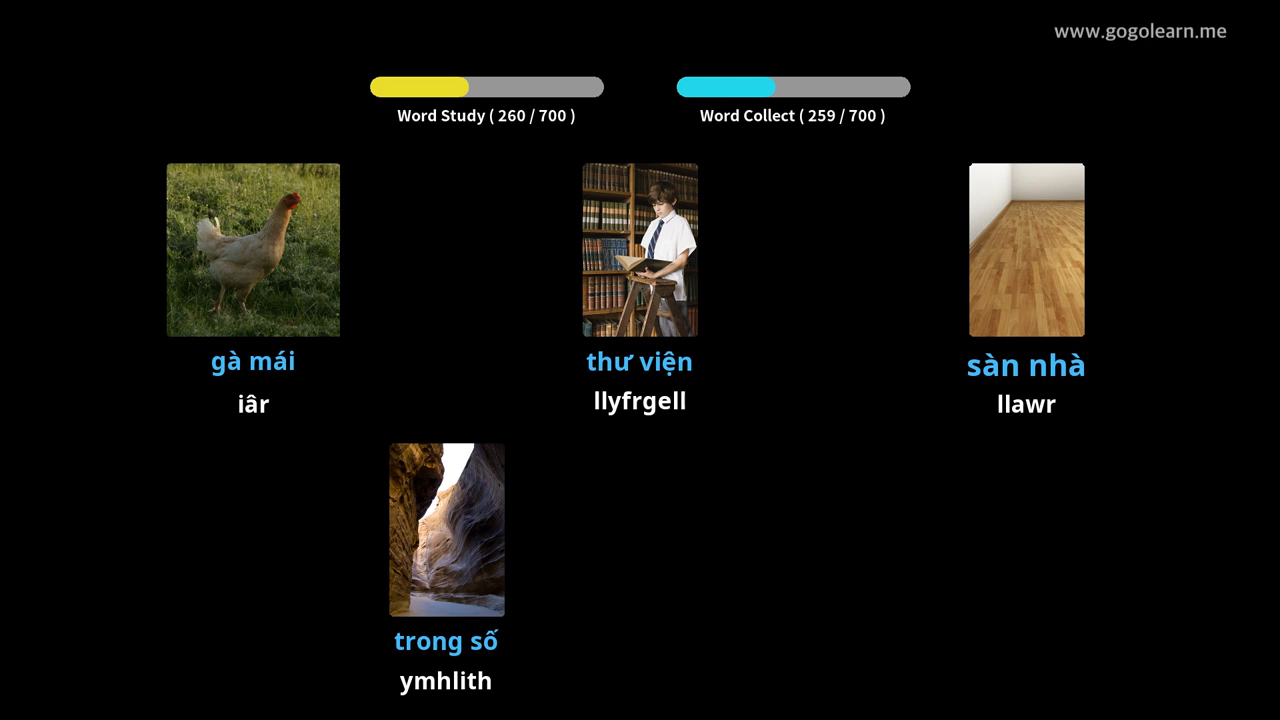 www.gogolearn.me
Word Study ( 260 / 700 )
Word Collect ( 259 / 700 )
gà mái
iâr
thư viện
llyfrgell
sàn nhà
llawr
trong số
ymhlith